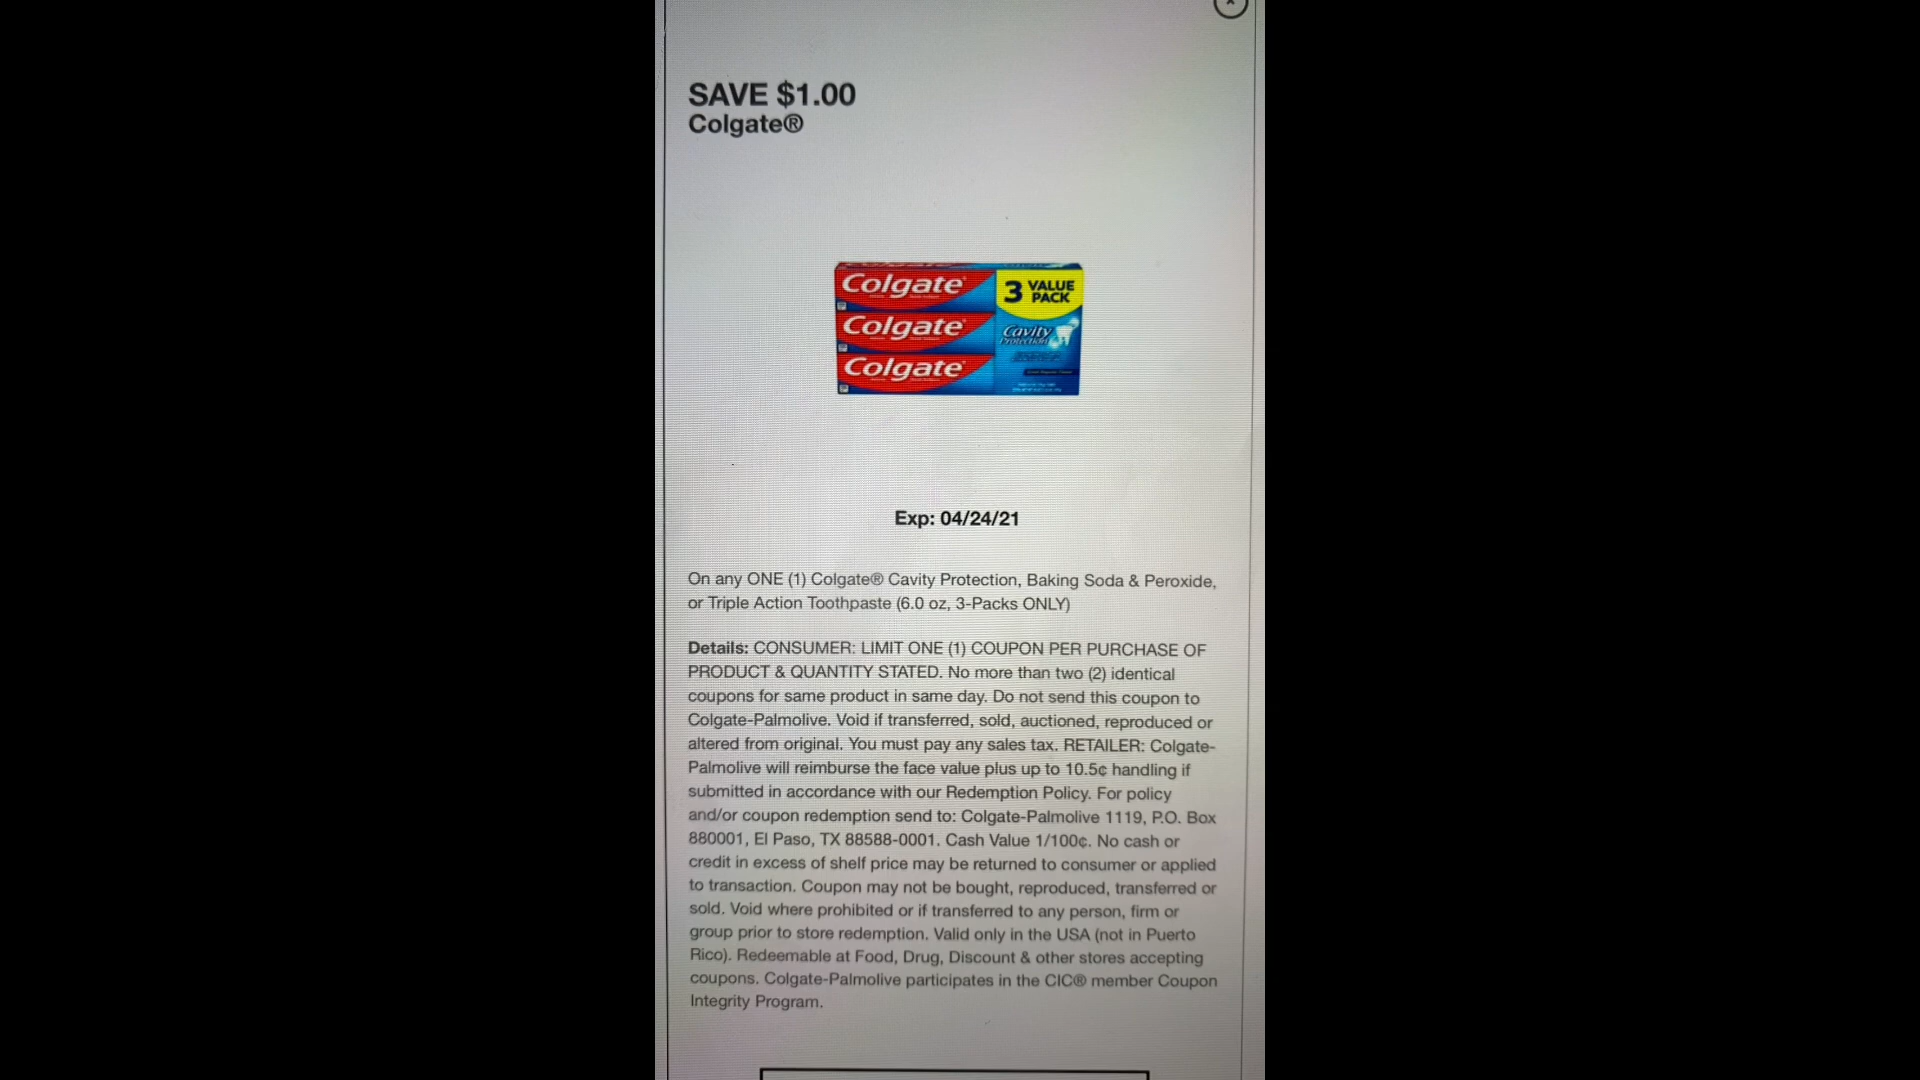 SAVE $1.00
Colgate®
Colgate
Colgate
Colgate
3 VALUE
PACK
Cavity
Protection
Exp: 04/24/21
On any ONE (1) Colgate® Cavity Protection, Baking Soda & Peroxide,
or Triple Action Toothpaste (6.0 oz, 3-Packs ONLY)
Details: CONSUMER: LIMIT ONE (1) COUPON PER PURCHASE OF
PRODUCT & QUANTITY STATED. No more than two (2) identical
coupons for same product in same day. Do not send this coupon to
Colgate-Palmolive. Void if transferred, sold, auctioned, reproduced or
altered from original. You must pay any sales tax. RETAILER: Colgate-
Palmolive will reimburse the face value plus up to 10.5¢ handling if
submitted in accordance with our Redemption Policy. For policy
and/or coupon redemption send to: Colgate-Palmolive 1119, P.O. Box
880001, El Paso, TX 88588-0001. Cash Value 1/100¢. No cash or
credit in excess of shelf price may be returned to consumer or applied
to transaction. Coupon may not be bought, reproduced, transferred or
sold. Void where prohibited or if transferred to any person, firm or
group prior to store redemption. Valid only in the USA (not in Puerto
Rico). Redeemable at Food, Drug, Discount & other stores accepting
coupons. Colgate-Palmolive participates in the CIC® member Coupon
Integrity Program.